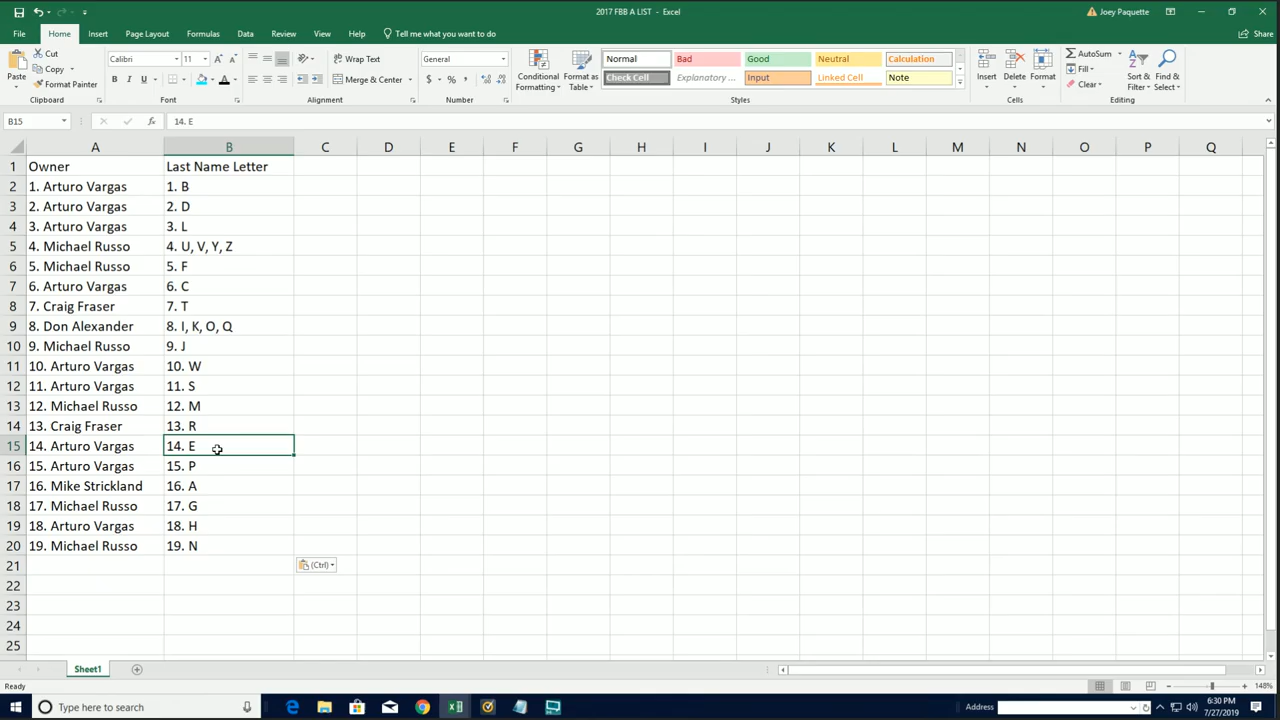 2017 FBB A LIST - Excel
Joey Paquette
File Home Insert Page Layout Formulas Data Review View Help Tell me what you want to do Share
Paste
Cut
Copy
Format Painter
Clipboard
Calibri 11
B I U
Font
Wrap Text
Merge & Center
Alignment
General
$ % ,
Number
Conditional Formatting
Format as Table
Normal Bad Good Neutral Calculation
Check Cell Explanatory ... Input Linked Cell Note
Styles
Insert Delete Format
Cells
AutoSum
Fill
Clear
Sort & Filter
Find & Select
Editing
B15 fx 14. E
A B C D E F G H I J K L M N O P Q
1 Owner Last Name Letter
2 1. Arturo Vargas 1. B
3 2. Arturo Vargas 2. D
4 3. Arturo Vargas 3. L
5 4. Michael Russo 4. U, V, Y, Z
6 5. Michael Russo 5. F
7 6. Arturo Vargas 6. C
8 7. Craig Fraser 7. T
9 8. Don Alexander 8. I, K, O, Q
10 9. Michael Russo 9. J
11 10. Arturo Vargas 10. W
12 11. Arturo Vargas 11. S
13 12. Michael Russo 12. M
14 13. Craig Fraser 13. R
15 14. Arturo Vargas 14. E
16 15. Arturo Vargas 15. P
17 16. Mike Strickland 16. A
18 17. Michael Russo 17. G
19 18. Arturo Vargas 18. H
20 19. Michael Russo 19. N
21 (Ctrl)
22
23
24
25
Sheet1
Ready 148%
Type here to search Address 6:30 PM
7/27/2019